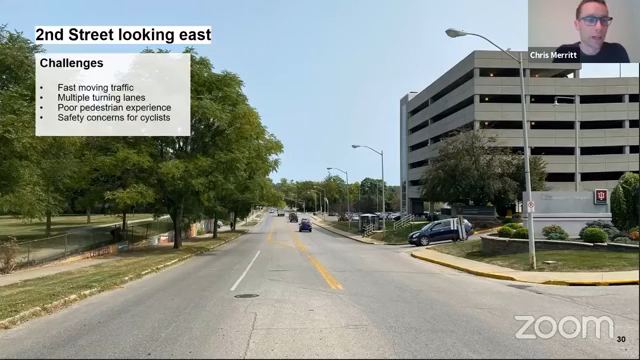 2nd Street looking east
Challenges
• Fast moving traffic
• Multiple turning lanes
• Poor pedestrian experience
• Safety concerns for cyclists
Chris Merritt
zoom
30